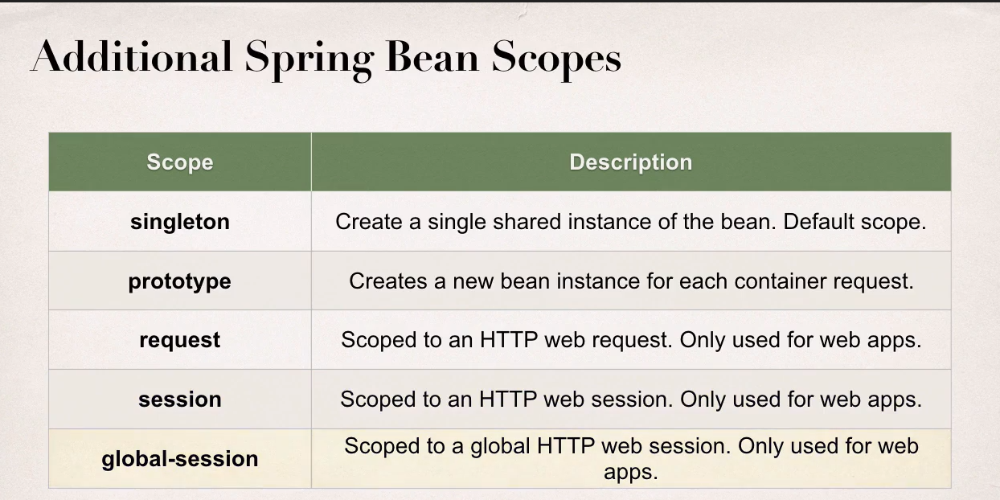 Additional Spring Bean Scopes
Scope Description
singleton Create a single shared instance of the bean. Default scope.
prototype Creates a new bean instance for each container request.
request Scoped to an HTTP web request. Only used for web apps.
session Scoped to an HTTP web session. Only used for web apps.
global-session Scoped to a global HTTP web session. Only used for web
apps.